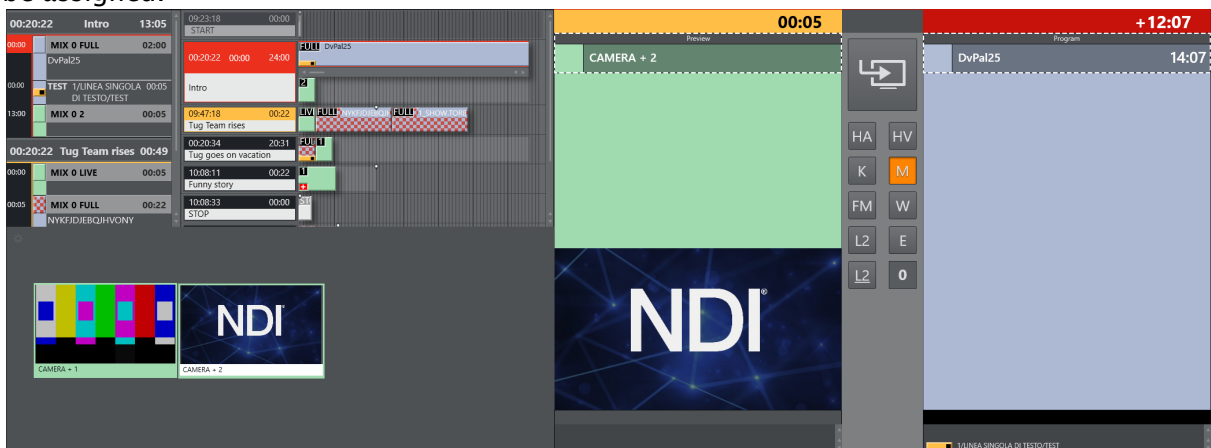 be assigned.
00:20:22 Intro 13:05
00:00 MIX 0 FULL 02:00
DvPal25
00:00 TEST 1/LINEA SINGOLA 00:05
DI TESTO/TEST
13:00 MIX 0 2 00:05
00:20:22 Tug Team rises 00:49
00:00 MIX 0 LIVE 00:05
00:05 MIX 0 FULL 00:22
NYKFJDJEBQJHVONY
09:23:18 00:00
START
00:20:22 00:00 24:00
FULL DvPal25
Intro
2
09:47:18 00:22
Tug Team rises
LIV FULL NYKFJDJEBQJH FULL
00:20:34 20:31
Tug goes on vacation
FUL 1
10:08:11 00:22
Funny story
1
10:08:33 00:00
STOP
CAMERA + 1
NDI
CAMERA + 2
00:05
Preview
CAMERA + 2
NDI
HA HV
K M
FM W
L2 E
L2 0
+12:07
Program
DvPal25 14:07
1/LINEA SINGOLA DI TESTO/TEST